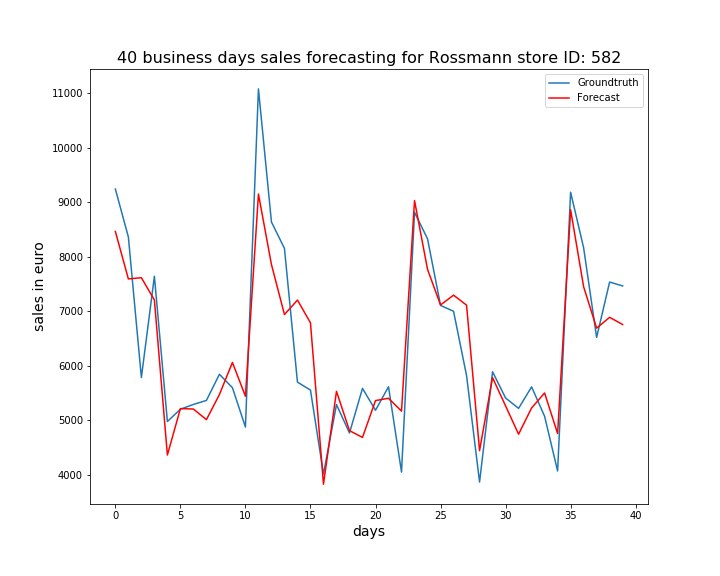 40 business days sales forecasting for Rossmann store ID: 582
Groundtruth
Forecast
11000
10000
9000
8000
7000
6000
5000
4000
sales in euro
0 5 10 15 20 25 30 35 40
days